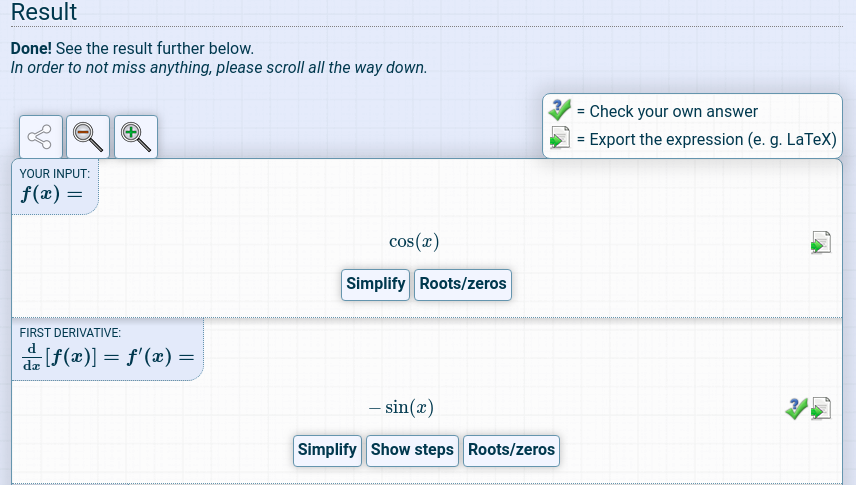 Result
Done! See the result further below.
In order to not miss anything, please scroll all the way down.
= Check your own answer
= Export the expression (e. g. LaTeX)
YOUR INPUT:
f(x) =
cos(x)
Simplify Roots/zeros
FIRST DERIVATIVE:
d/dx [f(x)] = f′(x) =
− sin(x)
Simplify Show steps Roots/zeros